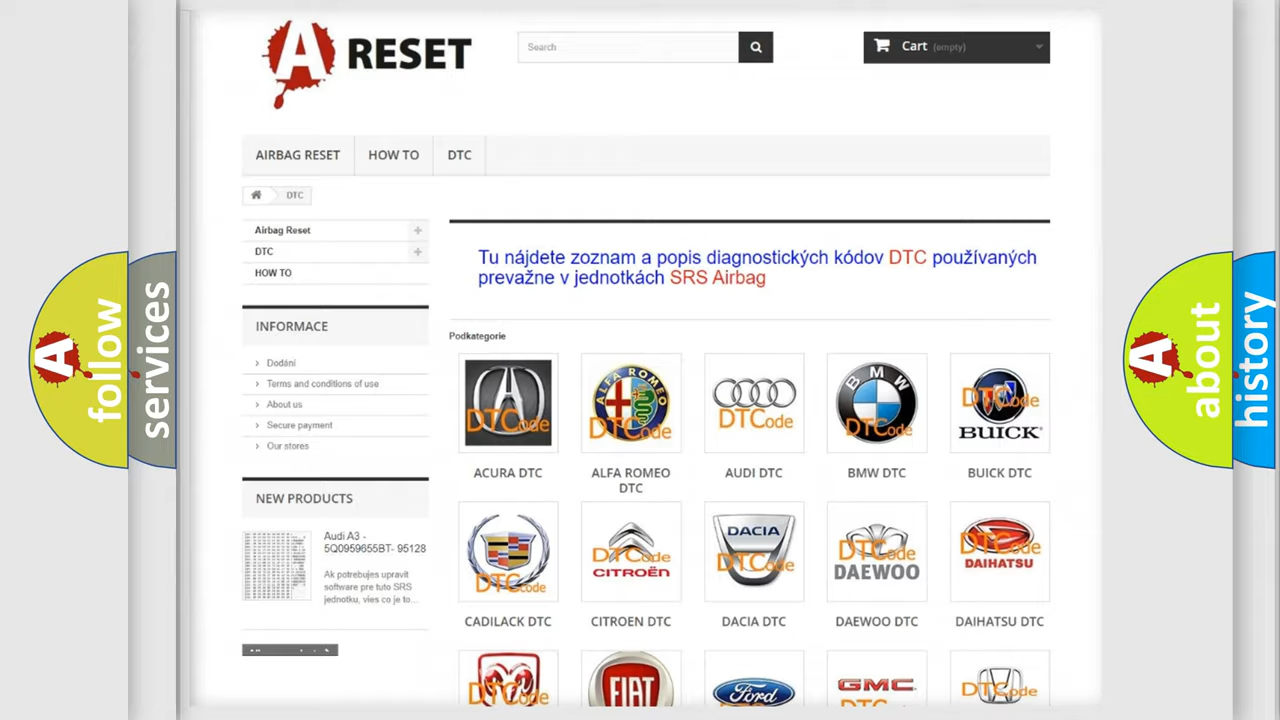 A RESET
Search
Cart (empty)
AIRBAG RESET
HOW TO
DTC
DTC
Airbag Reset
DTC
HOW TO
Tu nájdete zoznam a popis diagnostických kódov DTC používaných
prevažne v jednotkách SRS Airbag
INFORMACE
Dodání
Terms and conditions of use
About us
Secure payment
Our stores
NEW PRODUCTS
Audi A3 -
5Q0959655BT- 95128
Ak potrebujes upravit
software pre tuto SRS
jednotku, vies co je to...
Podkategorie
DTCode
ALFA ROMEO
DTCode
DTCode
BMW
DTCode
DTCode
BUICK
ACURA DTC
ALFA ROMEO
DTC
AUDI DTC
BMW DTC
BUICK DTC
DTCode
DTCode
CITROËN
DACIA
DTCode
DTCode
DAEWOO
DTCode
DAIHATSU
CADILACK DTC
CITROEN DTC
DACIA DTC
DAEWOO DTC
DAIHATSU DTC
DTCode
FIAT
Ford
GMC
DTCode
A follow
services
A about
history